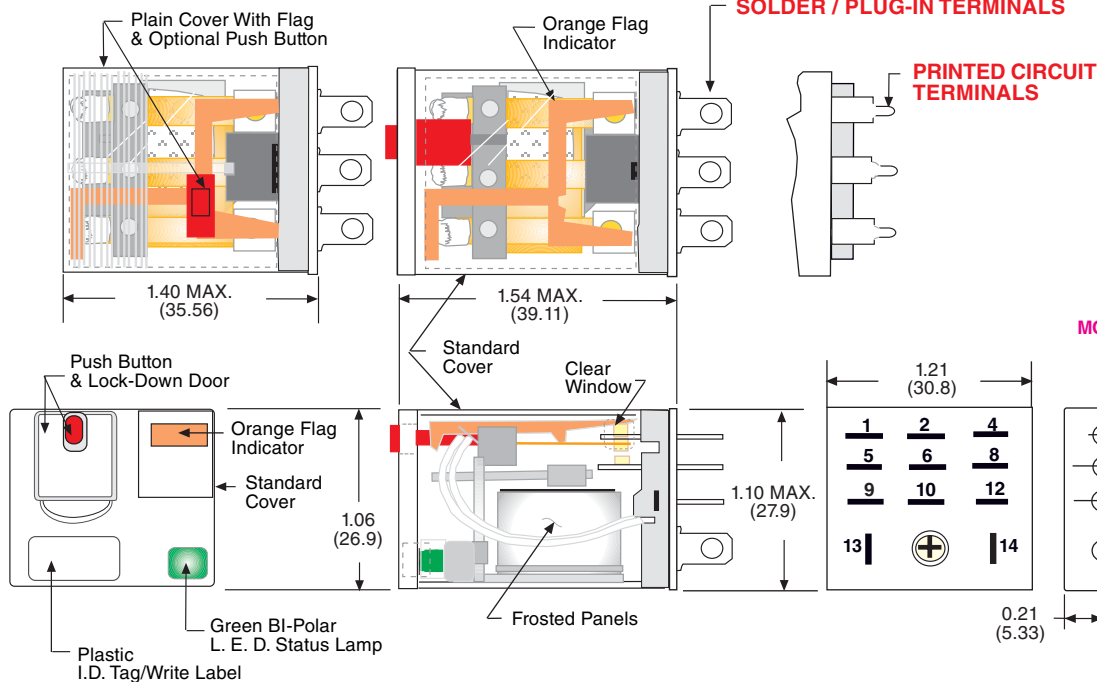 Plain Cover With Flag
& Optional Push Button
Orange Flag
Indicator
SOLDER / PLUG-IN TERMINALS
PRINTED CIRCUIT
TERMINALS
1.40 MAX.
(35.56)
1.54 MAX.
(39.11)
Standard
Cover
Clear
Window
Push Button
& Lock-Down Door
Orange Flag
Indicator
Standard
Cover
1.06
(26.9)
Green BI-Polar
L. E. D. Status Lamp
Plastic
I.D. Tag/Write Label
Frosted Panels
1.10 MAX.
(27.9)
1.21
(30.8)
1 2 4
5 6 8
9 10 12
13 14
0.21
(5.33)